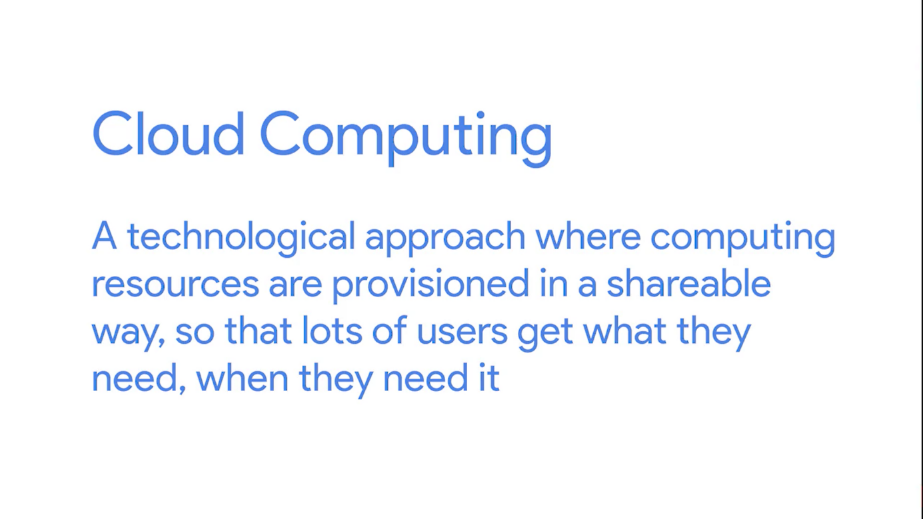 Cloud Computing
A technological approach where computing
resources are provisioned in a shareable
way, so that lots of users get what they
need, when they need it